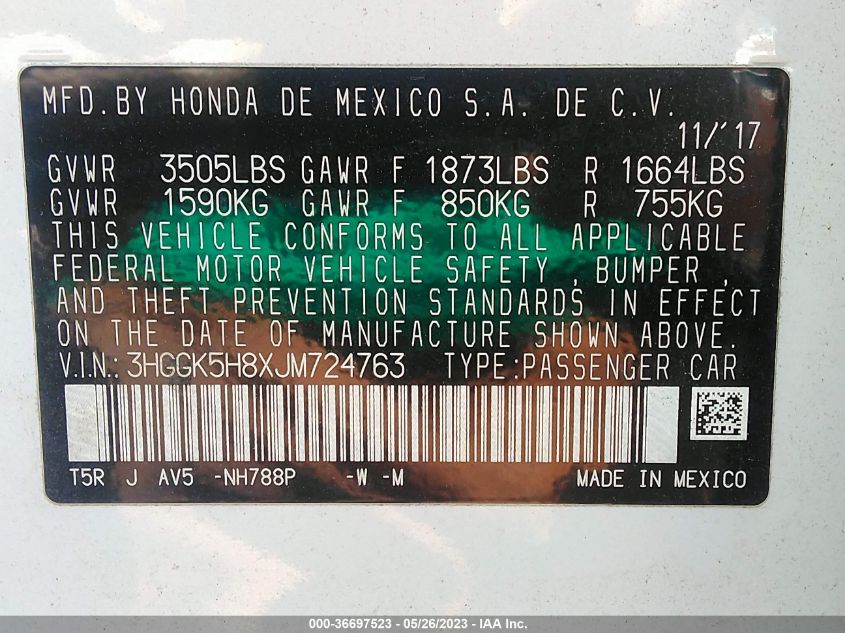 MFD.BY HONDA DE MEXICO S.A. DE C.V.
11/'17
GVWR 3505LBS GAWR F 1873LBS R 1664LBS
GVWR 1590KG GAWR F 850KG R 755KG
THIS VEHICLE CONFORMS TO ALL APPLICABLE
FEDERAL MOTOR VEHICLE SAFETY , BUMPER ,
AND THEFT PREVENTION STANDARDS IN EFFECT
ON THE DATE OF MANUFACTURE SHOWN ABOVE.
V.I.N.: 3HGGK5H8XJM724763 TYPE:PASSENGER CAR
T5R J AV5 -NH788P -W -M MADE IN MEXICO
000-36697523 - 05/26/2023 - IAA Inc.